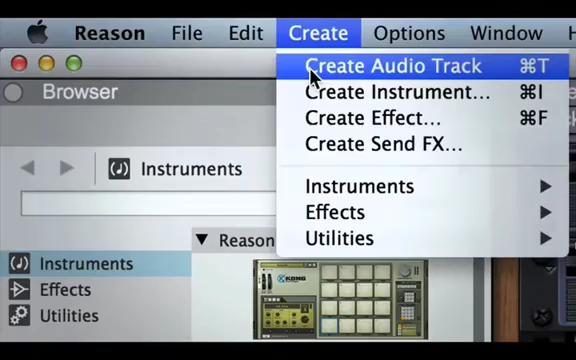 Reason File Edit Create Options Window H
Create Audio Track ⌘T
Create Instrument... ⌘I
Create Effect... ⌘F
Create Send FX...
Instruments
Effects
Utilities
Browser
Instruments
Reason
Instruments
Effects
Utilities
KONG